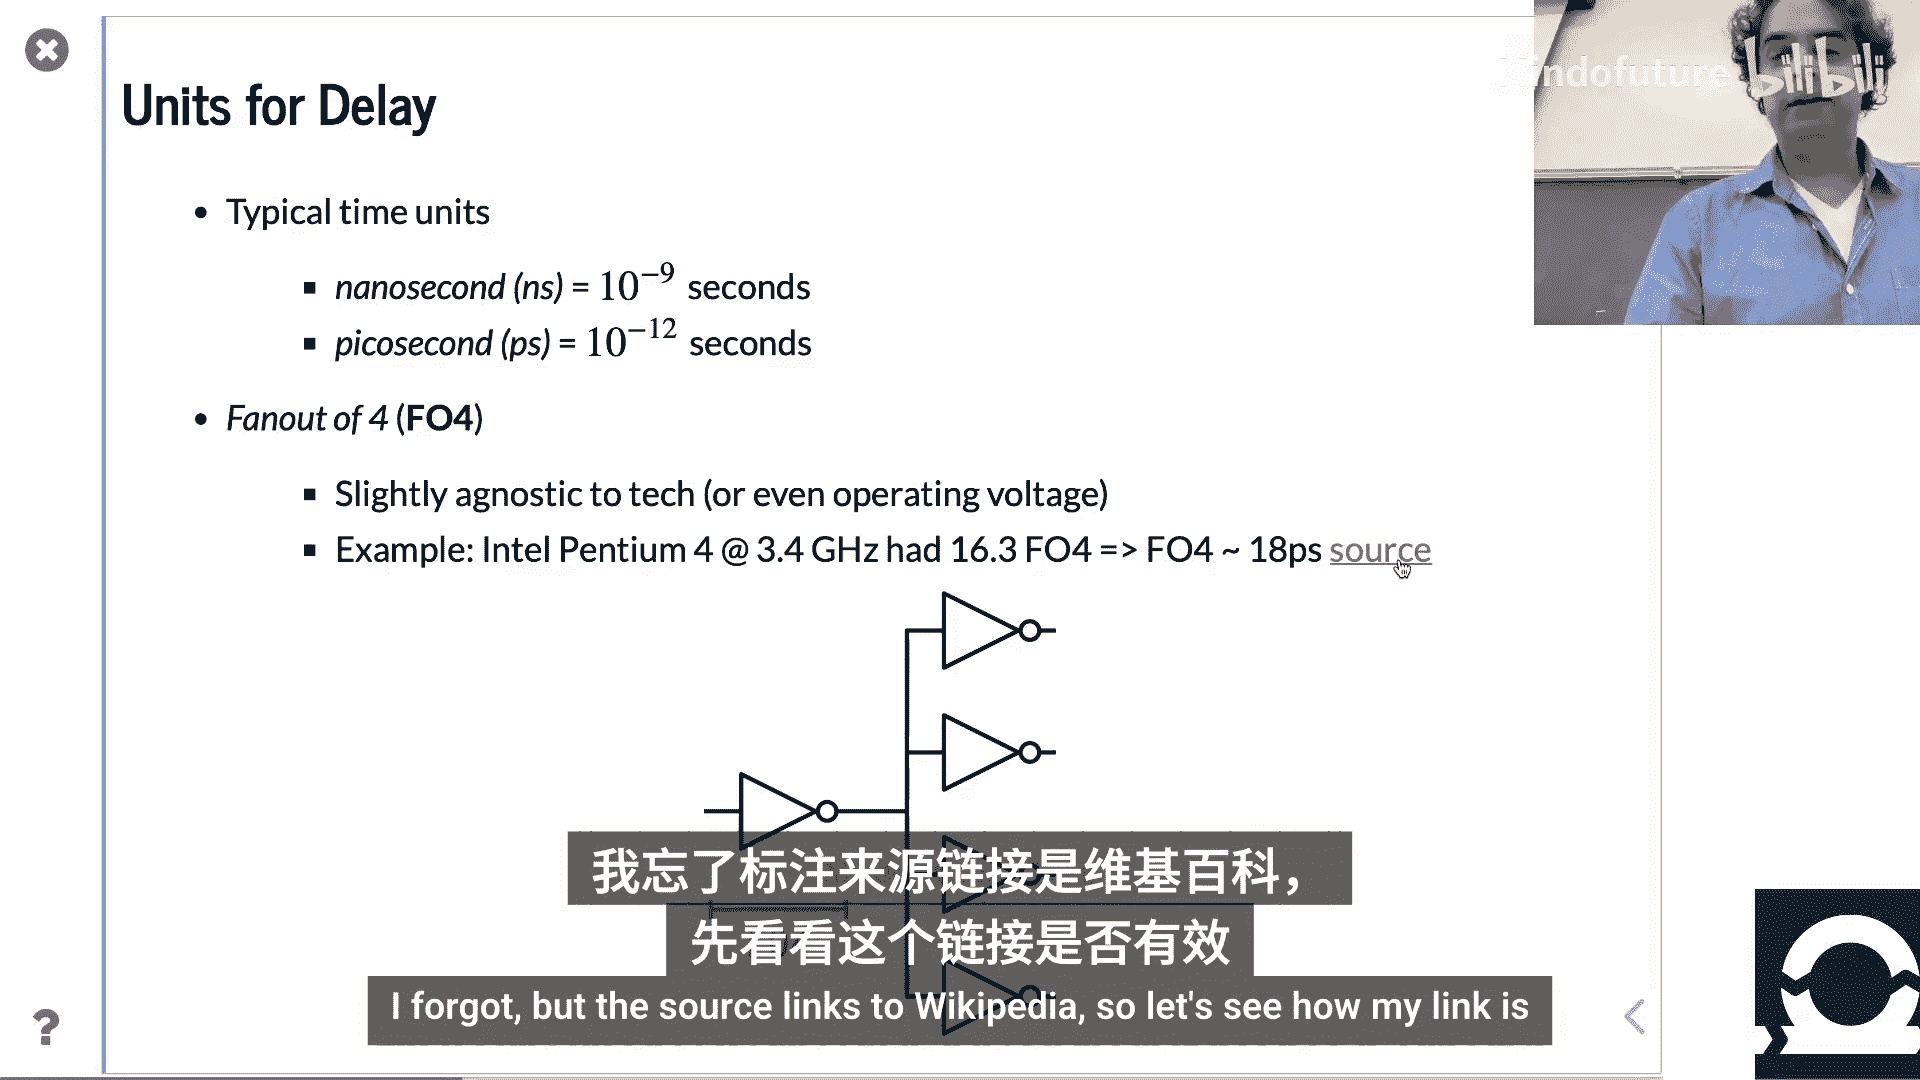 Units for Delay
indofuture
bilibili
• Typical time units
▪ nanosecond (ns) = 10⁻⁹ seconds
▪ picosecond (ps) = 10⁻¹² seconds
• Fanout of 4 (FO4)
▪ Slightly agnostic to tech (or even operating voltage)
▪ Example: Intel Pentium 4 @ 3.4 GHz had 16.3 FO4 => FO4 ~ 18ps source
我忘了标注来源链接是维基百科，
先看看这个链接是否有效
I forgot, but the source links to Wikipedia, so let's see how my link is
?